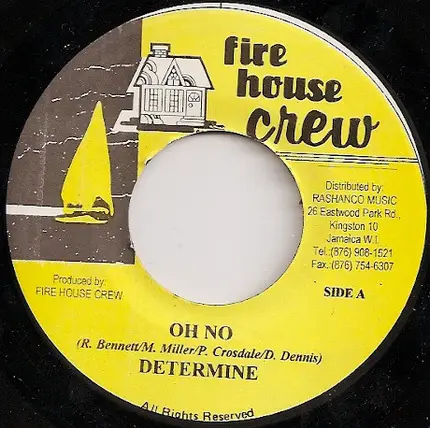 fire
house
crew
Distributed by:
RASHANCO MUSIC
26 Eastwood Park Rd.,
Kingston 10
Jamaica W.I.
Tel.:(876) 908-1521
Fax.:(876) 754-6307
Produced by:
FIRE HOUSE CREW
SIDE A
OH NO
(R. Bennett/M. Miller/P. Crosdale/D. Dennis)
DETERMINE
All Rights Reserved